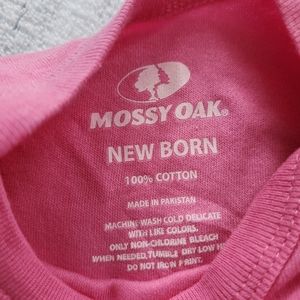 MOSSY OAK®
NEW BORN
100% COTTON
MADE IN PAKISTAN
MACHINE WASH COLD DELICATE
WITH LIKE COLORS.
ONLY NON-CHLORINE BLEACH
WHEN NEEDED, TUMBLE DRY LOW
DO NOT IRON PRINT.